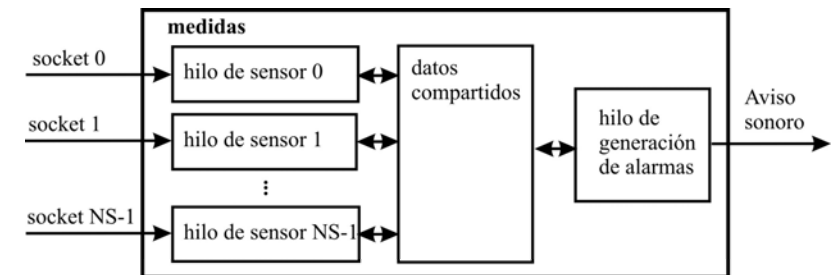 medidas
socket 0
hilo de sensor 0
socket 1
hilo de sensor 1
socket NS-1
hilo de sensor NS-1
datos
compartidos
hilo de
generación
de alarmas
Aviso
sonoro